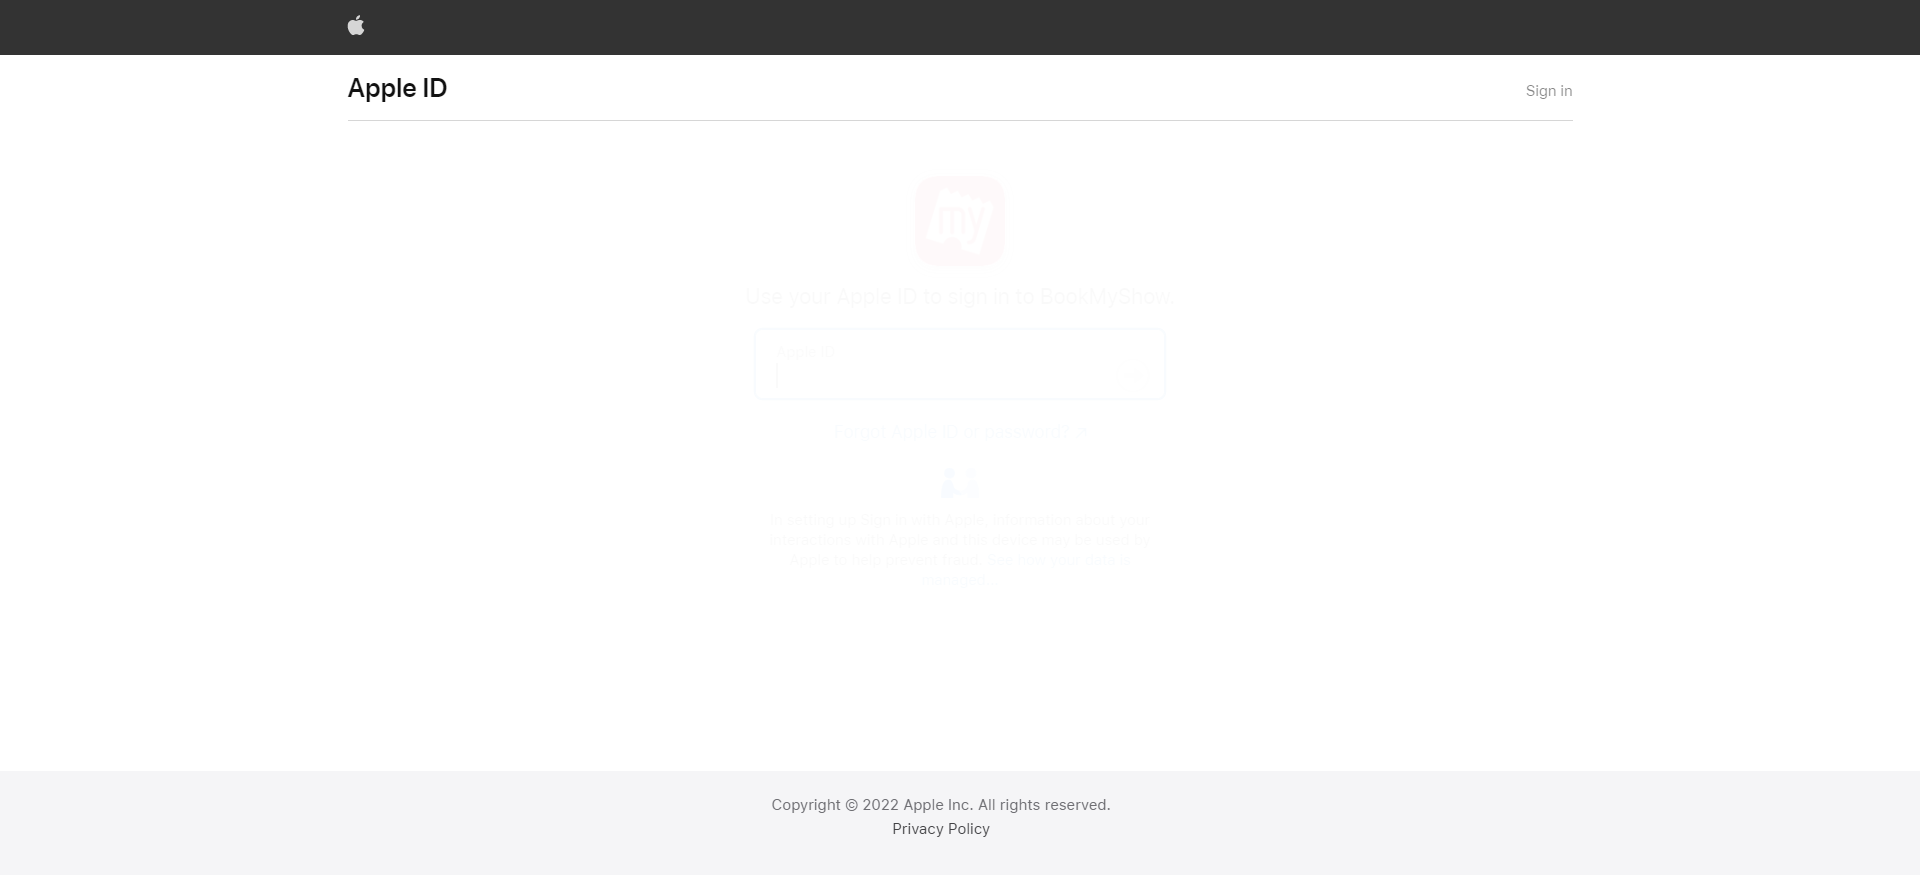 Apple ID
Sign in
my
Use your Apple ID to sign in to BookMyShow.
Apple ID
Forgot Apple ID or password? ↗
In setting up Sign in with Apple, information about your
interactions with Apple and this device may be used by
Apple to help prevent fraud. See how your data is
managed.
Copyright © 2022 Apple Inc. All rights reserved.
Privacy Policy